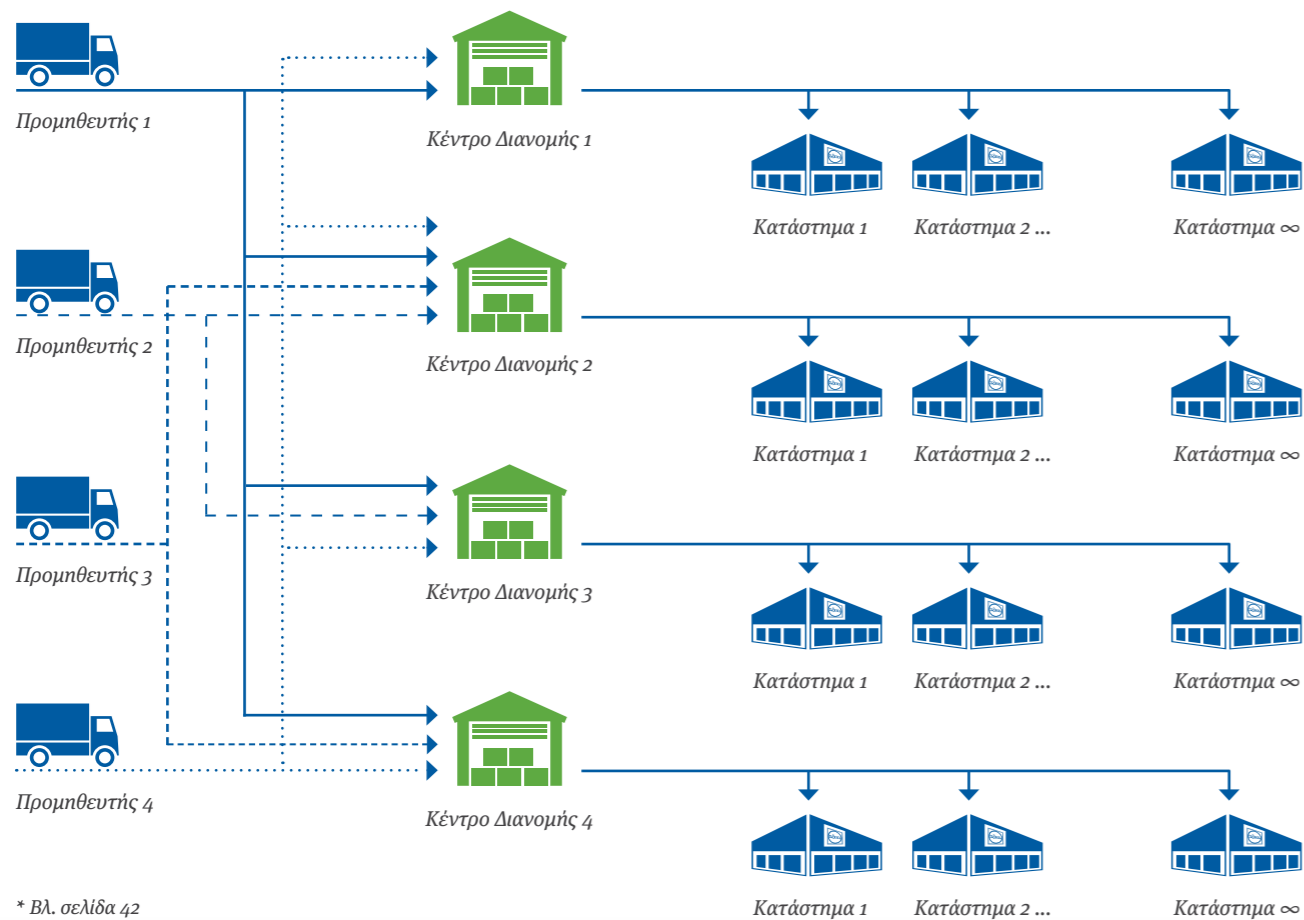 Προμηθευτής 1
Κέντρο Διανομής 1
Κατάστημα 1
Κατάστημα 2 ...
Κατάστημα ∞
Προμηθευτής 2
Κέντρο Διανομής 2
Κατάστημα 1
Κατάστημα 2 ...
Κατάστημα ∞
Προμηθευτής 3
Κέντρο Διανομής 3
Κατάστημα 1
Κατάστημα 2 ...
Κατάστημα ∞
Προμηθευτής 4
Κέντρο Διανομής 4
Κατάστημα 1
Κατάστημα 2 ...
Κατάστημα ∞
* Βλ. σελίδα 42